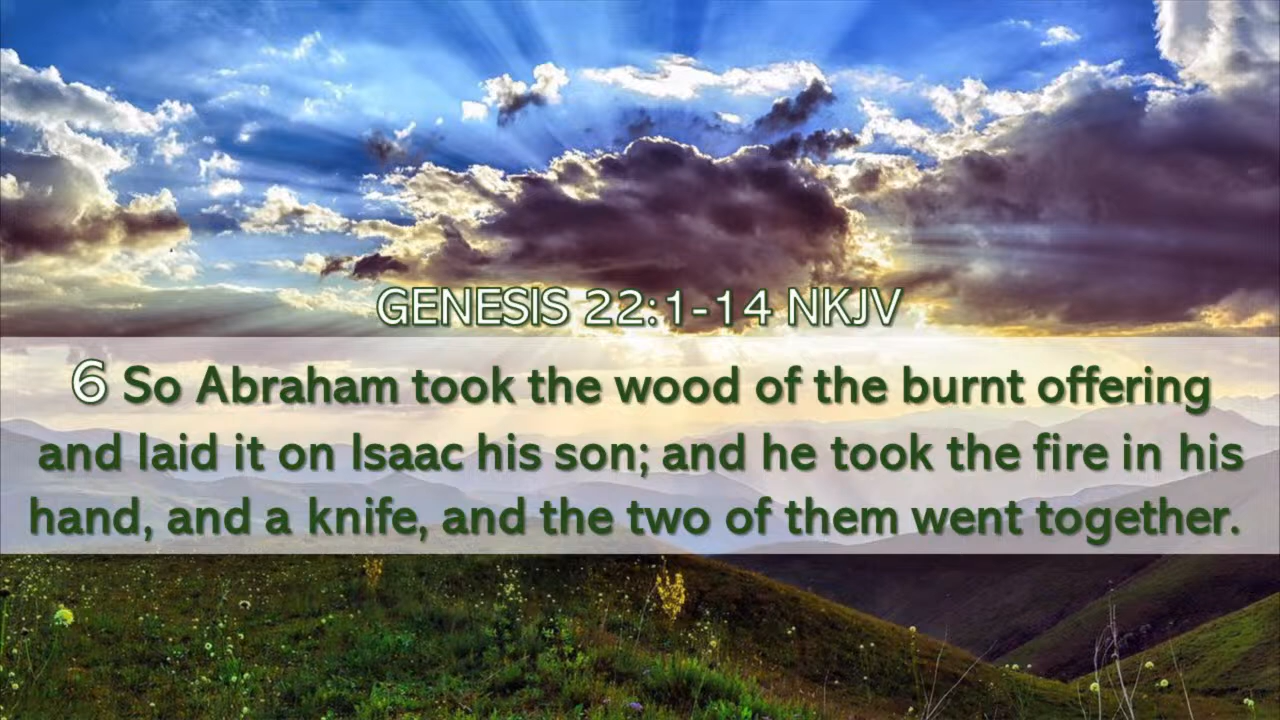 GENESIS 22:1-14 NKJV
6 So Abraham took the wood of the burnt offering
and laid it on Isaac his son; and he took the fire in his
hand, and a knife, and the two of them went together.